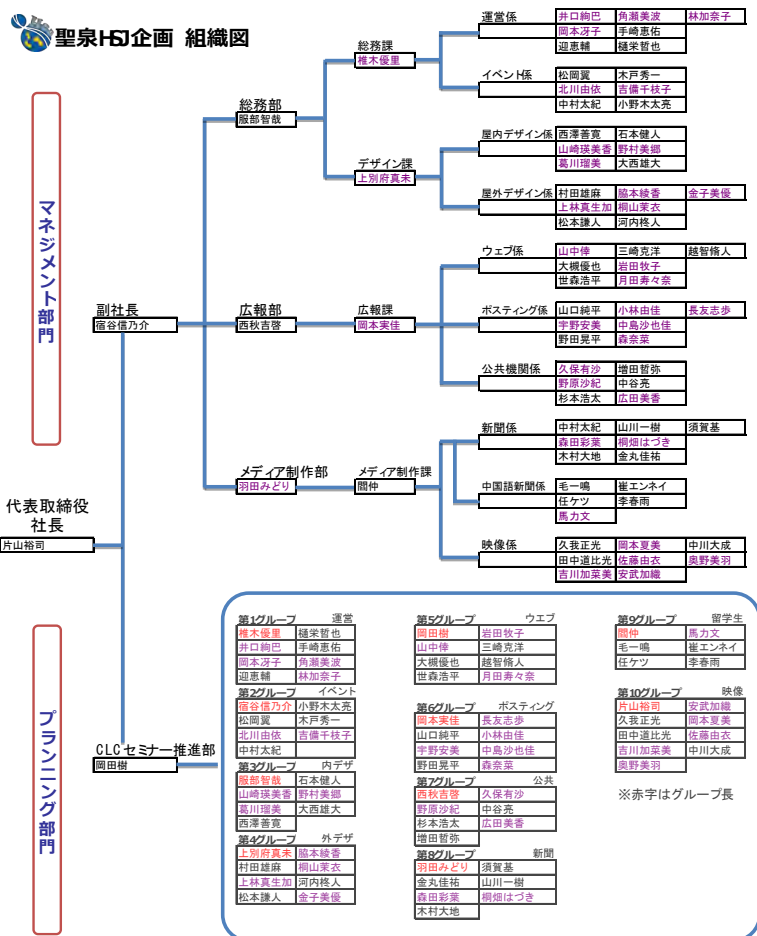 聖泉HSJ企画 組織図
マネジメント部門
プランニング部門
代表取締役
社長
片山裕司
副社長
宿谷信乃介
CLCセミナー推進部
岡田樹
総務部
服部智哉
広報部
西秋吉啓
メディア制作部
羽田みどり
総務課
椎木優里
デザイン課
上別府真未
広報課
岡本実佳
メディア制作課
閻仲
運営係 井口絢巴 角瀬美波 林加奈子
岡本冴子 手崎恵佑
迎恵輔 樋栄哲也
イベント係 松岡翼 木戸秀一
北川由依 吉備千枝子
中村太紀 小野木太亮
屋内デザイン係 西澤善寛 石本健人
山崎瑛美香 野村美郷
葛川瑠美 大西雄大
屋外デザイン係 村田雄麻 脇本綾香 金子美優
上林真生加 桐山茉衣
松本謙人 河内柊人
ウェブ係 山中倖 三崎克洋 越智脩人
大槻優也 岩田牧子
世森浩平 月田寿々奈
ポスティング係 山口純平 小林由佳 長友志歩
宇野安美 中島沙也佳
野田晃平 森奈菜
公共機関係 久保有沙 増田哲弥
野原沙紀 中谷亮
杉本浩太 広田美香
新聞係 中村太紀 山川一樹 須賀基
森田彩葉 桐畑はづき
木村大地 金丸佳祐
中国語新聞係 毛一鳴 崔エンネイ
任ケツ 李春雨
馬力文
映像係 久我正光 岡本夏美 中川大成
田中道比光 佐藤由衣 奥野美羽
吉川加菜美 安武加織
第1グループ 運営
椎木優里 樋栄哲也
井口絢巴 手崎恵佑
岡本冴子 角瀬美波
迎恵輔 林加奈子
第2グループ イベント
宿谷信乃介 小野木太亮
松岡翼 木戸秀一
北川由依 吉備千枝子
中村太紀
第3グループ 内デザ
服部智哉 石本健人
山崎瑛美香 野村美郷
葛川瑠美 大西雄大
西澤善寛
第4グループ 外デザ
上別府真未 脇本綾香
村田雄麻 桐山茉衣
上林真生加 河内柊人
松本謙人 金子美優
第5グループ ウエブ
岡田樹 岩田牧子
山中倖 三崎克洋
大槻優也 越智脩人
世森浩平 月田寿々奈
第6グループ ポスティング
岡本実佳 長友志歩
山口純平 小林由佳
宇野安美 中島沙也佳
野田晃平 森奈菜
第7グループ 公共
西秋吉啓 久保有沙
野原沙紀 中谷亮
杉本浩太 広田美香
増田哲弥
第8グループ 新聞
羽田みどり 須賀基
金丸佳祐 山川一樹
森田彩葉 桐畑はづき
木村大地
第9グループ 留学生
閻仲 馬力文
毛一鳴 崔エンネイ
任ケツ 李春雨
第10グループ 映像
片山裕司 安武加織
久我正光 岡本夏美
田中道比光 佐藤由衣
吉川加菜美 中川大成
奥野美羽
※赤字はグループ長